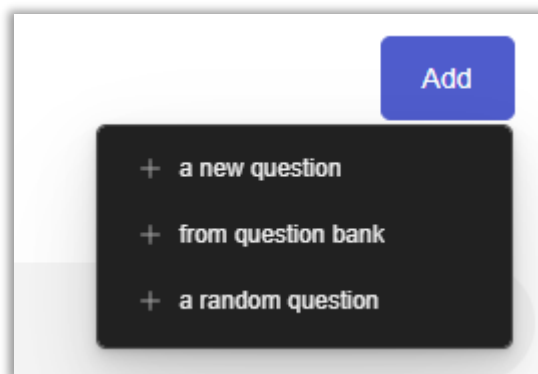 Add
+ a new question
+ from question bank
+ a random question